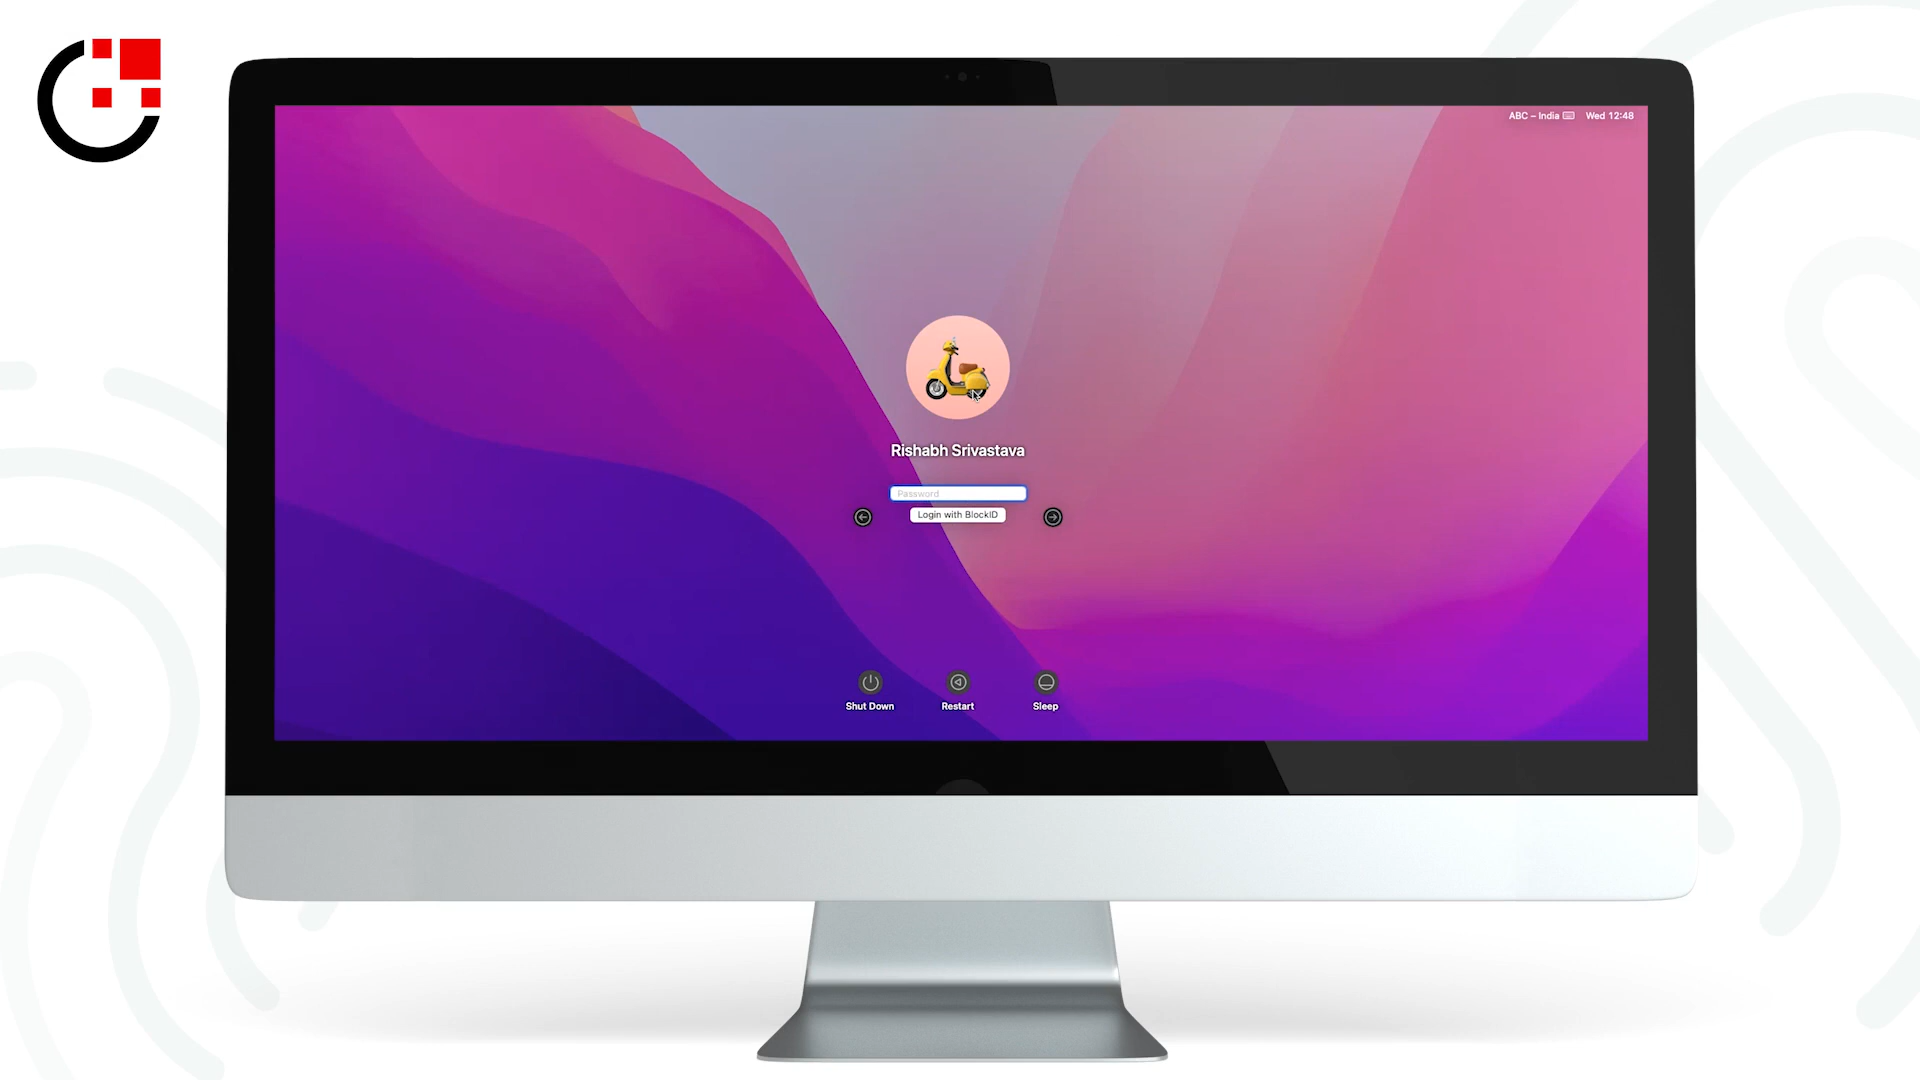 ABC – India Wed 12:48
Rishabh Srivastava
Password
Login with BlockID
Shut Down Restart Sleep